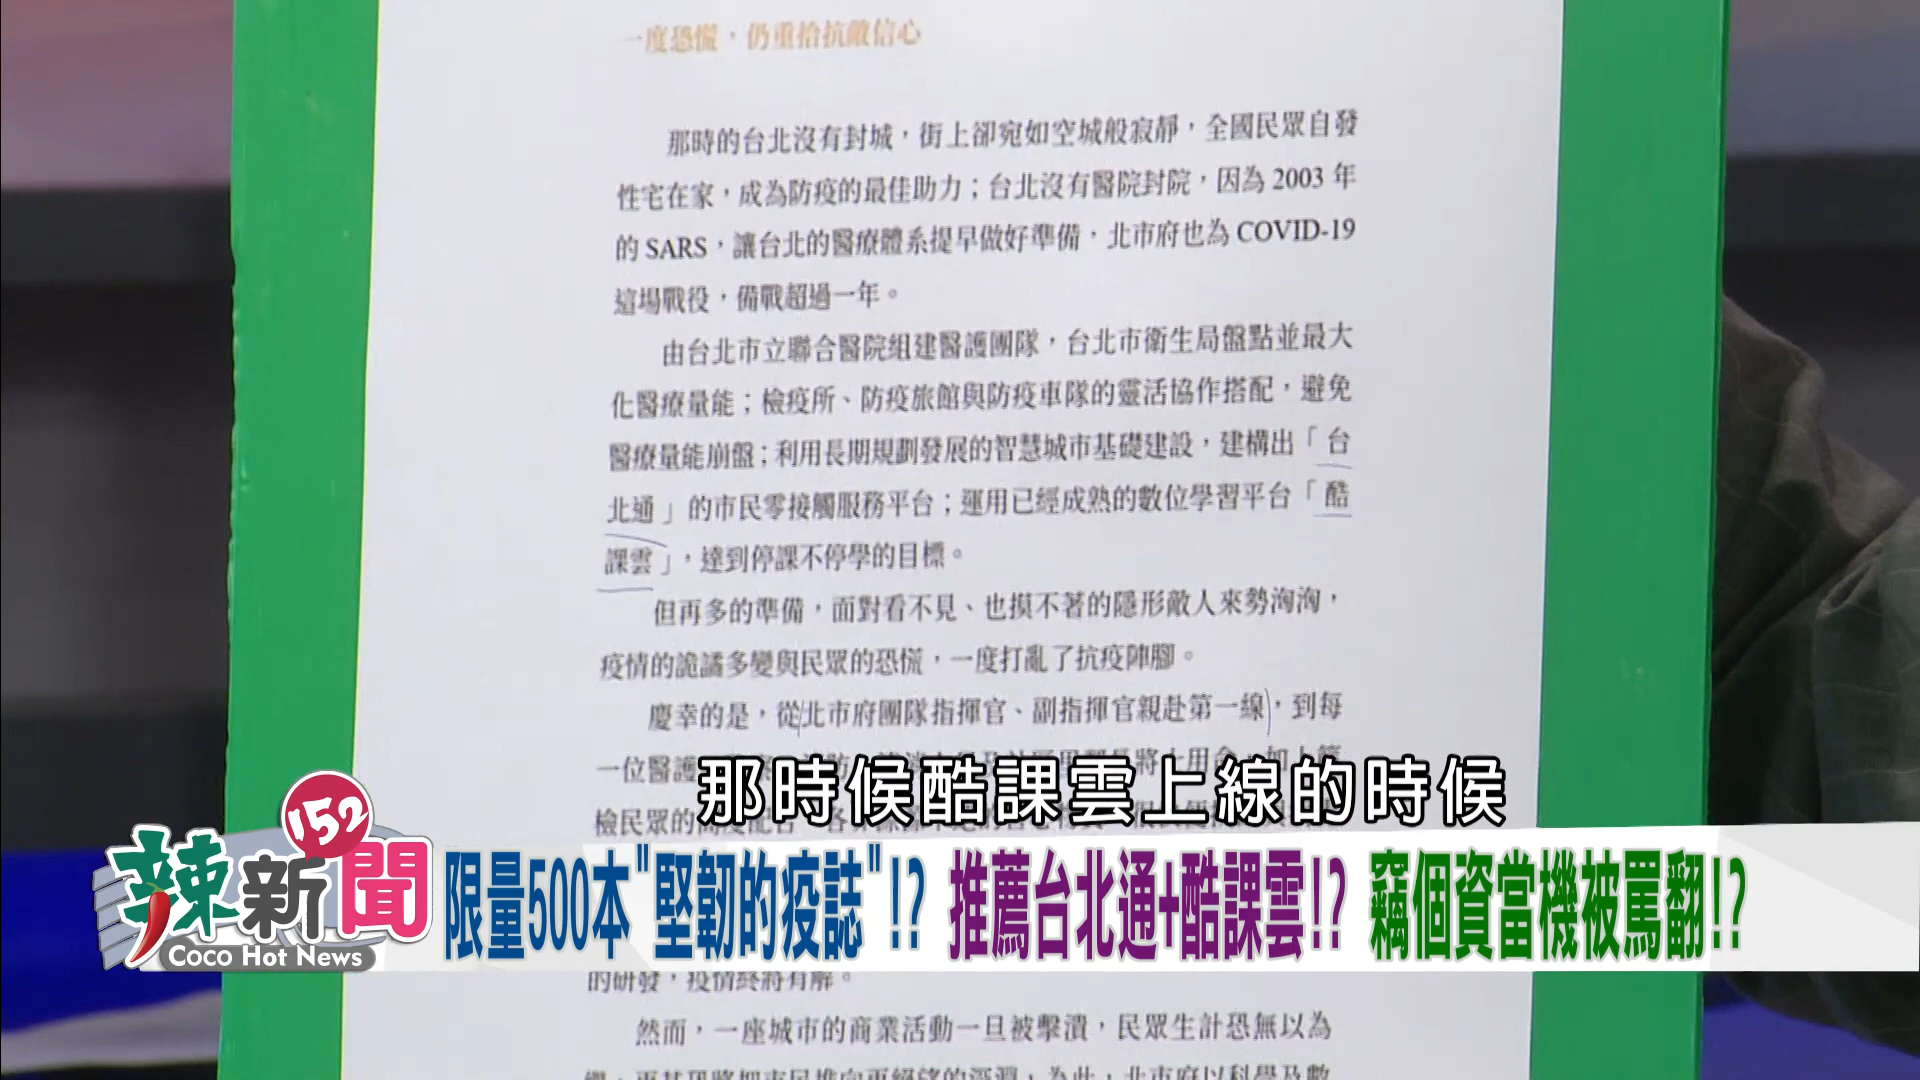 一度恐慌，仍重拾抗敵信心
那時的台北沒有封城，街上卻宛如空城般寂靜，全國民眾自發
性宅在家，成為防疫的最佳助力；台北沒有醫院封院，因為 2003 年
的 SARS，讓台北的醫療體系提早做好準備，北市府也為 COVID-19
這場戰役，備戰超過一年。
由台北市立聯合醫院組建醫護團隊，台北市衛生局盤點並最大
化醫療量能；檢疫所、防疫旅館與防疫車隊的靈活協作搭配，避免
醫療量能崩盤；利用長期規劃發展的智慧城市基礎建設，建構出「台
北通」的市民零接觸服務平台；運用已經成熟的數位學習平台「酷
課雲」，達到停課不停學的目標。
但再多的準備，面對看不見、也摸不著的隱形敵人來勢洶洶，
疫情的詭譎多變與民眾的恐慌，一度打亂了抗疫陣腳。
慶幸的是，從北市府團隊指揮官、副指揮官親赴第一線，到每
一位醫護
檢民眾的
那時候酷課雲上線的時候
152
辣新聞
Coco Hot News
限量500本"堅韌的疫誌"!? 推薦台北通+酷課雲!? 竊個資當機被罵翻!?
的研發，疫情終將有解。
然而，一座城市的商業活動一旦被擊潰，民眾生計恐無以為